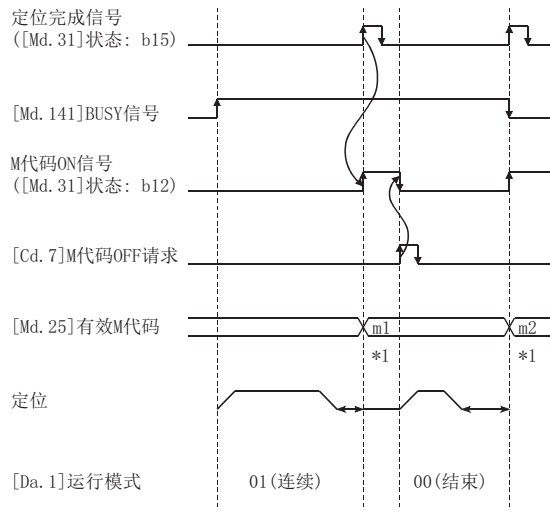 定位完成信号
([Md.31]状态: b15)
[Md.141]BUSY信号
M代码ON信号
([Md.31]状态: b12)
[Cd.7]M代码OFF请求
[Md.25]有效M代码
m1
m2
*1
*1
定位
[Da.1]运行模式
01(连续)
00(结束)